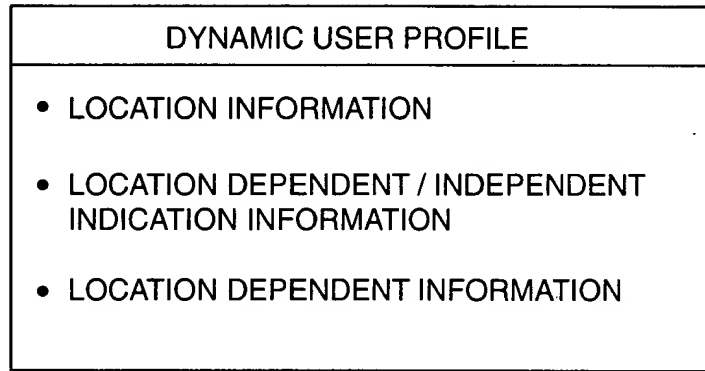 DYNAMIC USER PROFILE
• LOCATION INFORMATION
• LOCATION DEPENDENT / INDEPENDENT
INDICATION INFORMATION
• LOCATION DEPENDENT INFORMATION